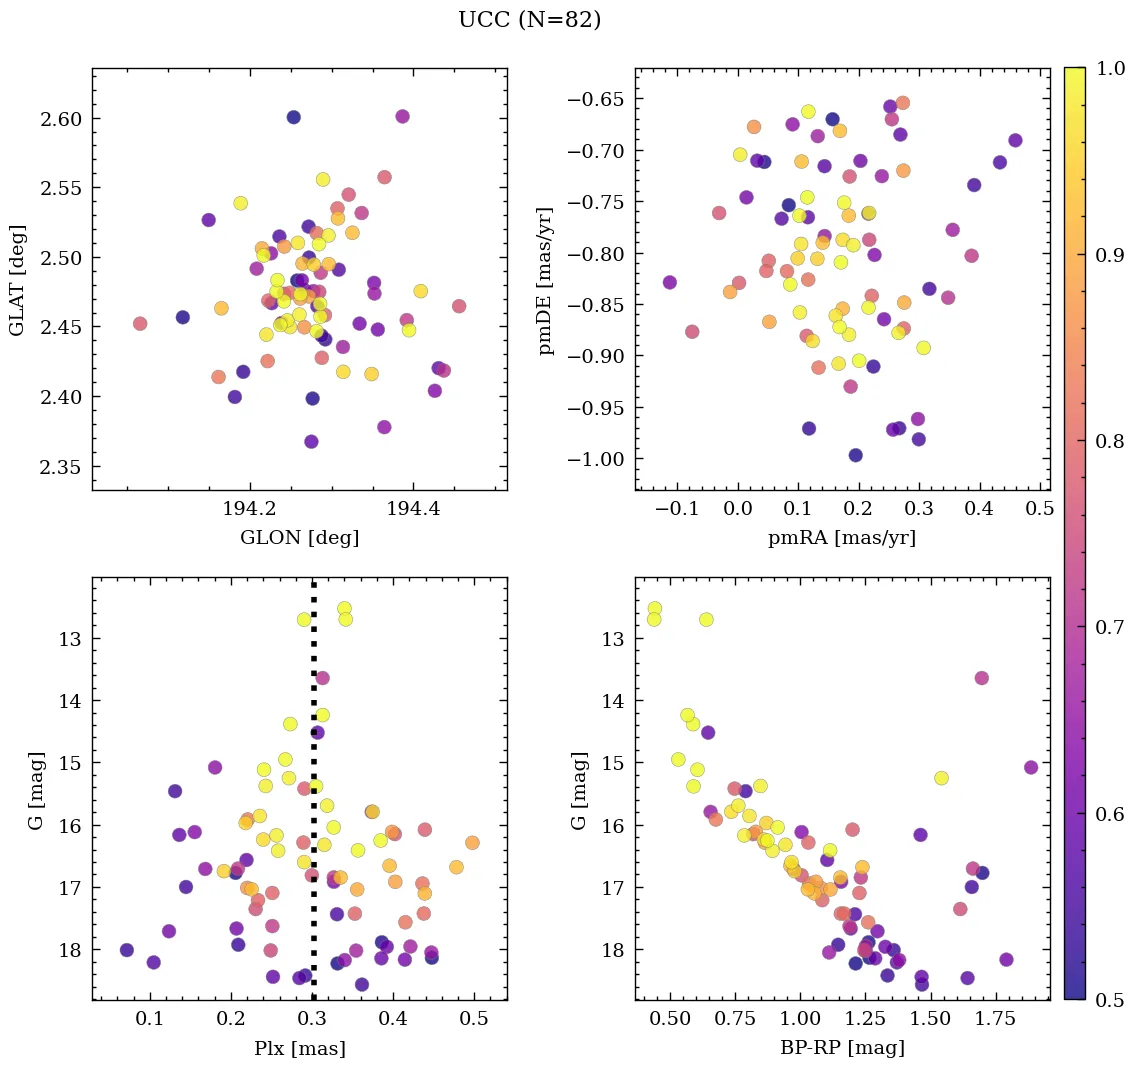 UCC (N=82)
2.60
2.55
2.50
2.45
2.40
2.35
GLAT [deg]
194.2 194.4
GLON [deg]
−0.65
−0.70
−0.75
−0.80
−0.85
−0.90
−0.95
−1.00
pmDE [mas/yr]
−0.1 0.0 0.1 0.2 0.3 0.4 0.5
pmRA [mas/yr]
13
14
15
16
17
18
G [mag]
0.1 0.2 0.3 0.4 0.5
Plx [mas]
13
14
15
16
17
18
G [mag]
0.50 0.75 1.00 1.25 1.50 1.75
BP-RP [mag]
1.0
0.9
0.8
0.7
0.6
0.5